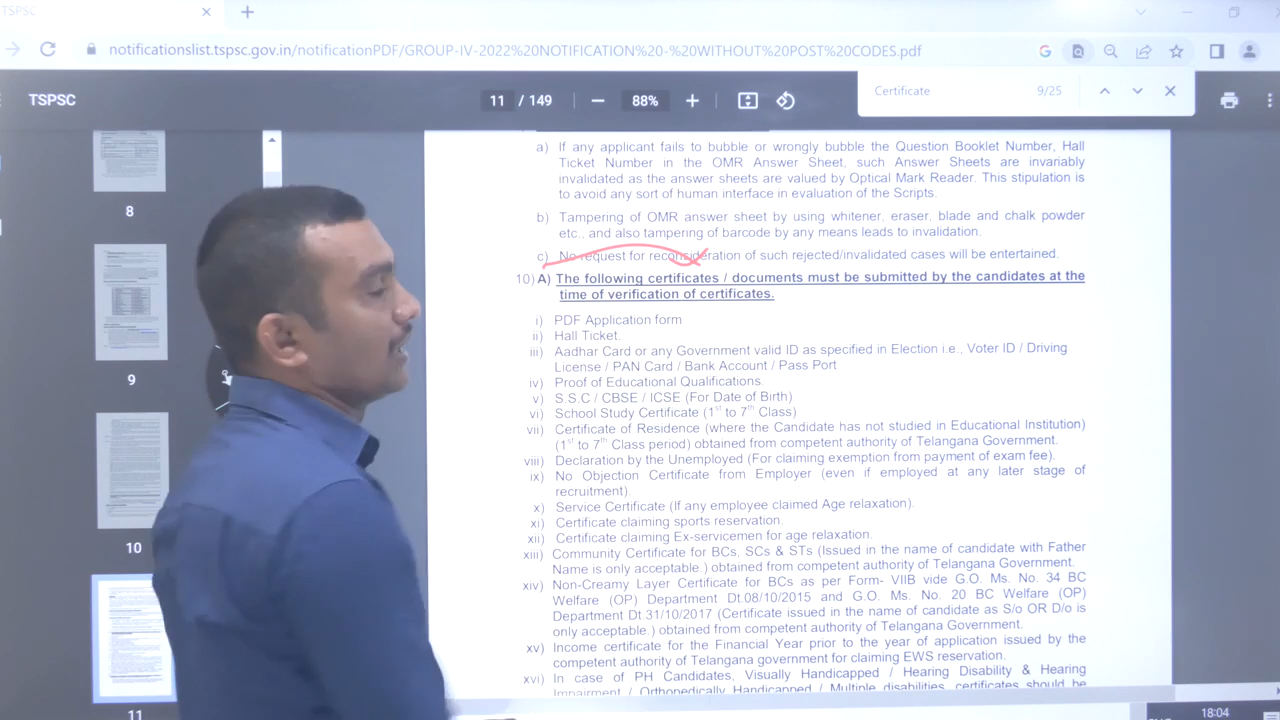 TSPSC
notificationslist.tspsc.gov.in/notificationPDF/GROUP-IV-2022%20NOTIFICATION%20-%20WITHOUT%20POST%20CODES.pdf
TSPSC
11 / 149
88%
Certificate
9/25
a) If any applicant fails to bubble or wrongly bubble the Question Booklet Number, Hall
Ticket Number in the OMR Answer Sheet, such Answer Sheets are invariably
invalidated as the answer sheets are valued by Optical Mark Reader. This stipulation is
to avoid any sort of human interface in evaluation of the Scripts.
b) Tampering of OMR answer sheet by using whitener, eraser, blade and chalk powder
etc., and also tampering of barcode by any means leads to invalidation.
c) No request for reconsideration of such rejected/invalidated cases will be entertained.
10) A) The following certificates / documents must be submitted by the candidates at the
time of verification of certificates.
i) PDF Application form
ii) Hall Ticket.
iii) Aadhar Card or any Government valid ID as specified in Election i.e., Voter ID / Driving
License / PAN Card / Bank Account / Pass Port
iv) Proof of Educational Qualifications.
v) S.S.C / CBSE / ICSE (For Date of Birth)
vi) School Study Certificate (1st to 7th Class)
vii) Certificate of Residence (where the Candidate has not studied in Educational Institution)
(1st to 7th Class period) obtained from competent authority of Telangana Government.
viii) Declaration by the Unemployed (For claiming exemption from payment of exam fee).
ix) No Objection Certificate from Employer (even if employed at any later stage of
recruitment).
x) Service Certificate (If any employee claimed Age relaxation).
xi) Certificate claiming sports reservation.
xii) Certificate claiming Ex-servicemen for age relaxation.
xiii) Community Certificate for BCs, SCs & STs (Issued in the name of candidate with Father
Name is only acceptable.) obtained from competent authority of Telangana Government.
xiv) Non-Creamy Layer Certificate for BCs as per Form- VIIB vide G.O. Ms. No. 34 BC
Welfare (OP) Department Dt.08/10/2015 and G.O. Ms. No. 20 BC Welfare (OP)
Department Dt.31/10/2017 (Certificate issued in the name of candidate as S/o OR D/o is
only acceptable.) obtained from competent authority of Telangana Government.
xv) Income certificate for the Financial Year prior to the year of application issued by the
competent authority of Telangana government for claiming EWS reservation.
xvi) In case of PH Candidates, Visually Handicapped / Hearing Disability & Hearing
Impairment / Orthopedically Handicapped / Multiple disabilities, certificates should be
8
9
10
11
18:04